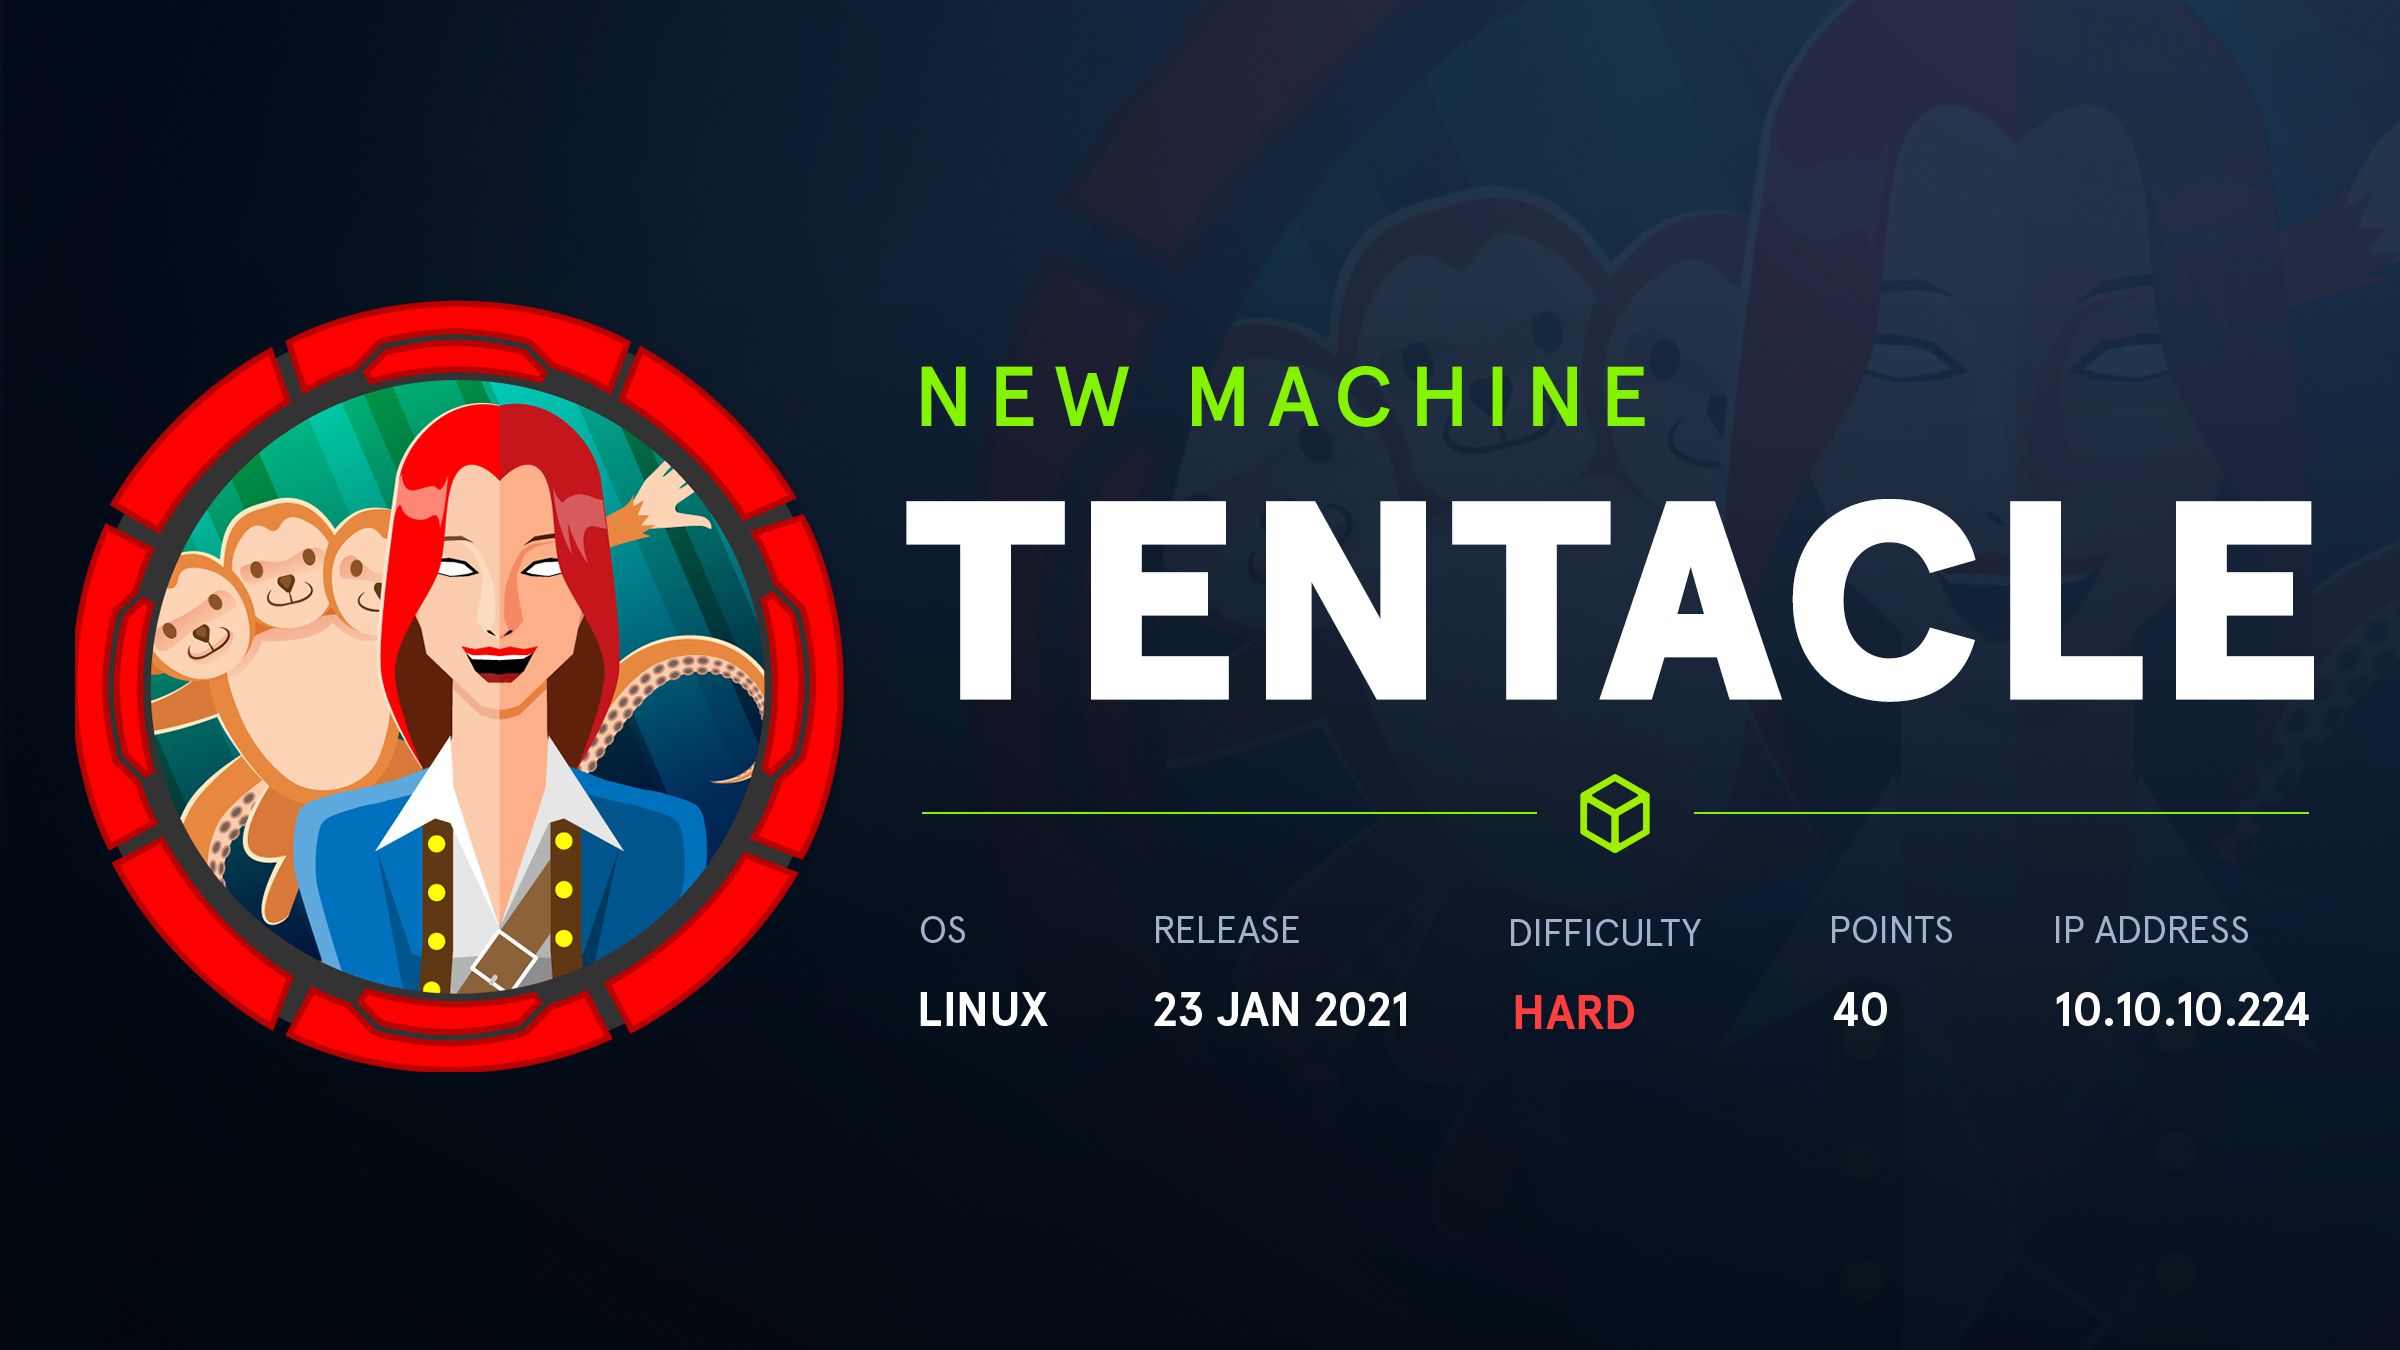 NEW MACHINE
TENTACLE
OS RELEASE DIFFICULTY POINTS IP ADDRESS
LINUX 23 JAN 2021 HARD 40 10.10.10.224